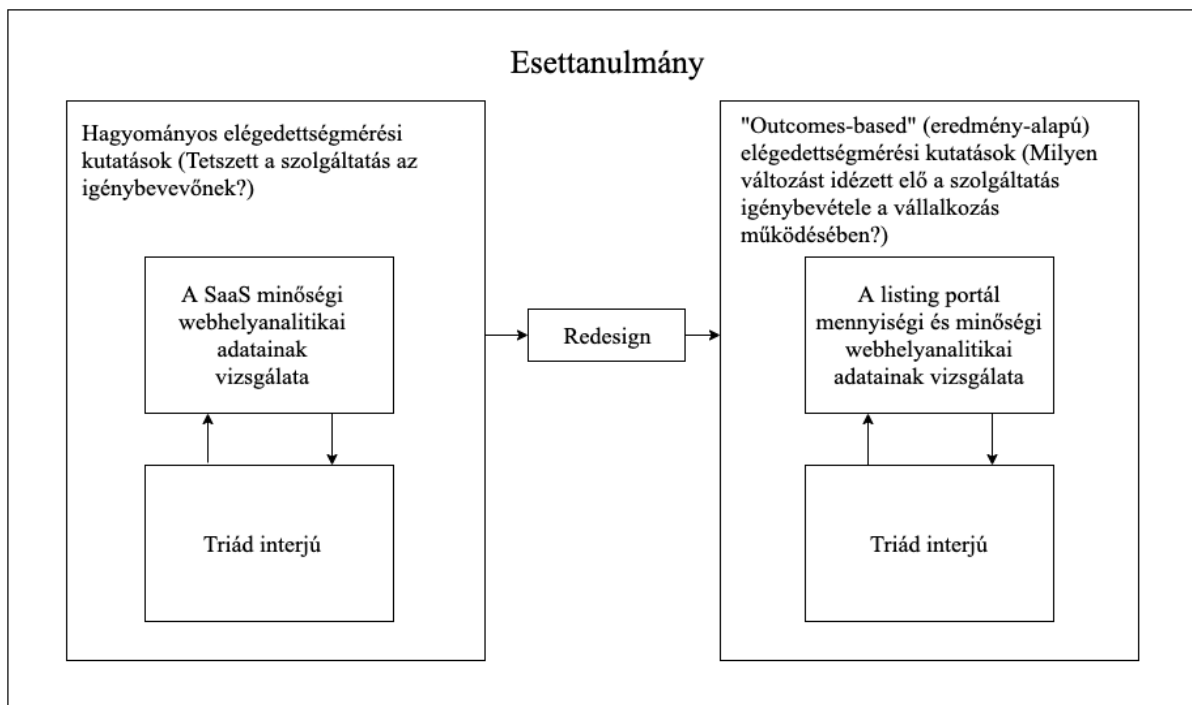 Esettanulmány
Hagyományos elégedettségmérési
kutatások (Tetszett a szolgáltatás az
igénybevevőnek?)
A SaaS minőségi
webhelyanalitikai
adatainak
vizsgálata
Triád interjú
Redesign
"Outcomes-based" (eredmény-alapú)
elégedettségmérési kutatások (Milyen
változást idézett elő a szolgáltatás
igénybevétele a vállalkozás
működésében?)
A listing portál
mennyiségi és minőségi
webhelyanalitikai
adatainak vizsgálata
Triád interjú